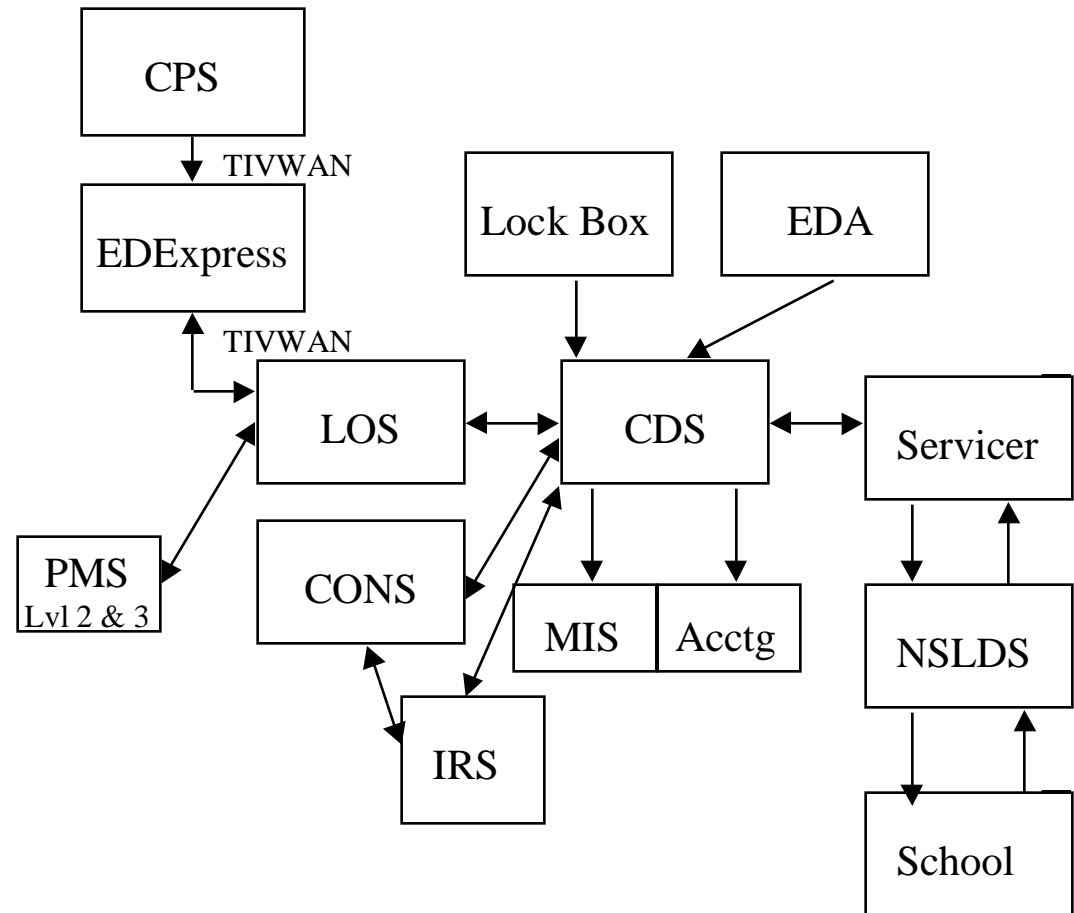 CPS
TIVWAN
EDExpress
Lock Box
EDA
TIVWAN
LOS
CDS
Servicer
PMS
Lvl 2 & 3
CONS
MIS
Acctg
NSLDS
IRS
School